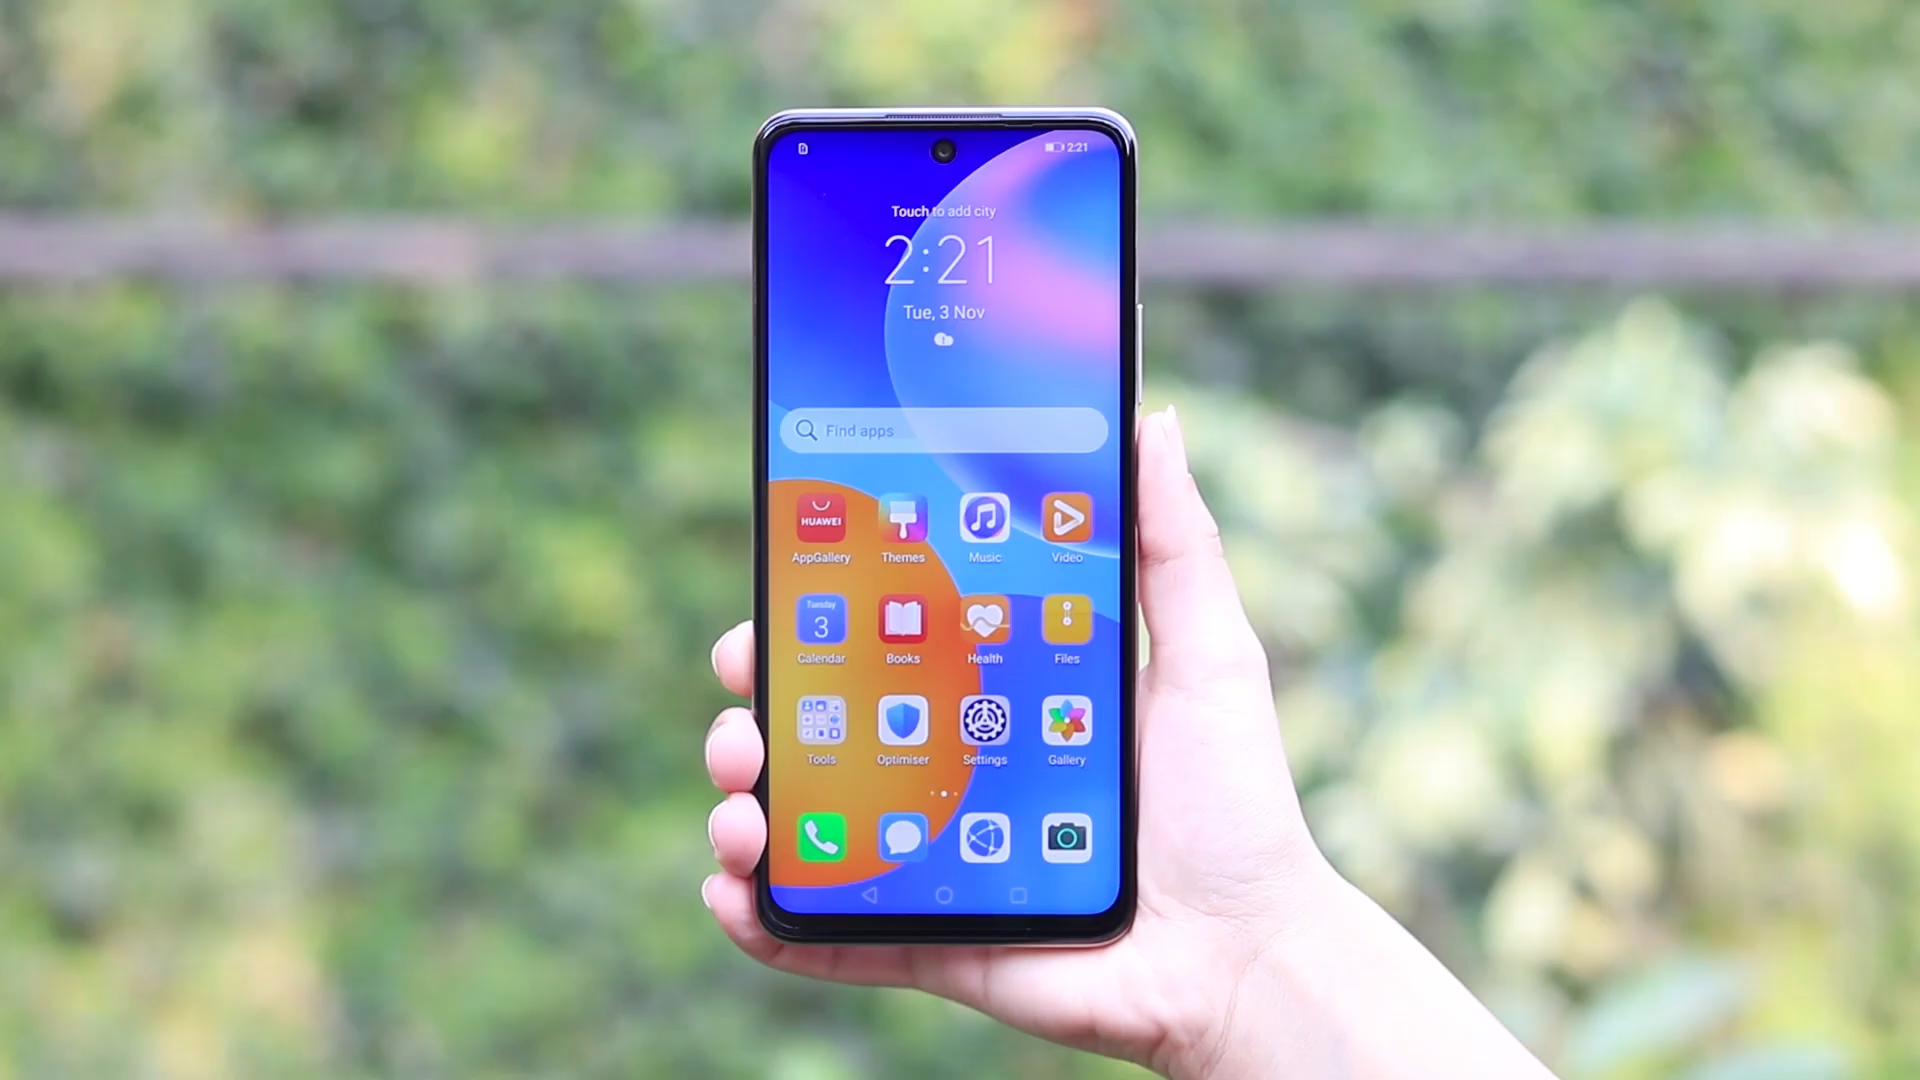 2:21
Touch to add city
2:21
Tue, 3 Nov
Find apps
HUAWEI
AppGallery Themes Music Video
Tuesday
3
Calendar Books Health Files
Tools Optimiser Settings Gallery